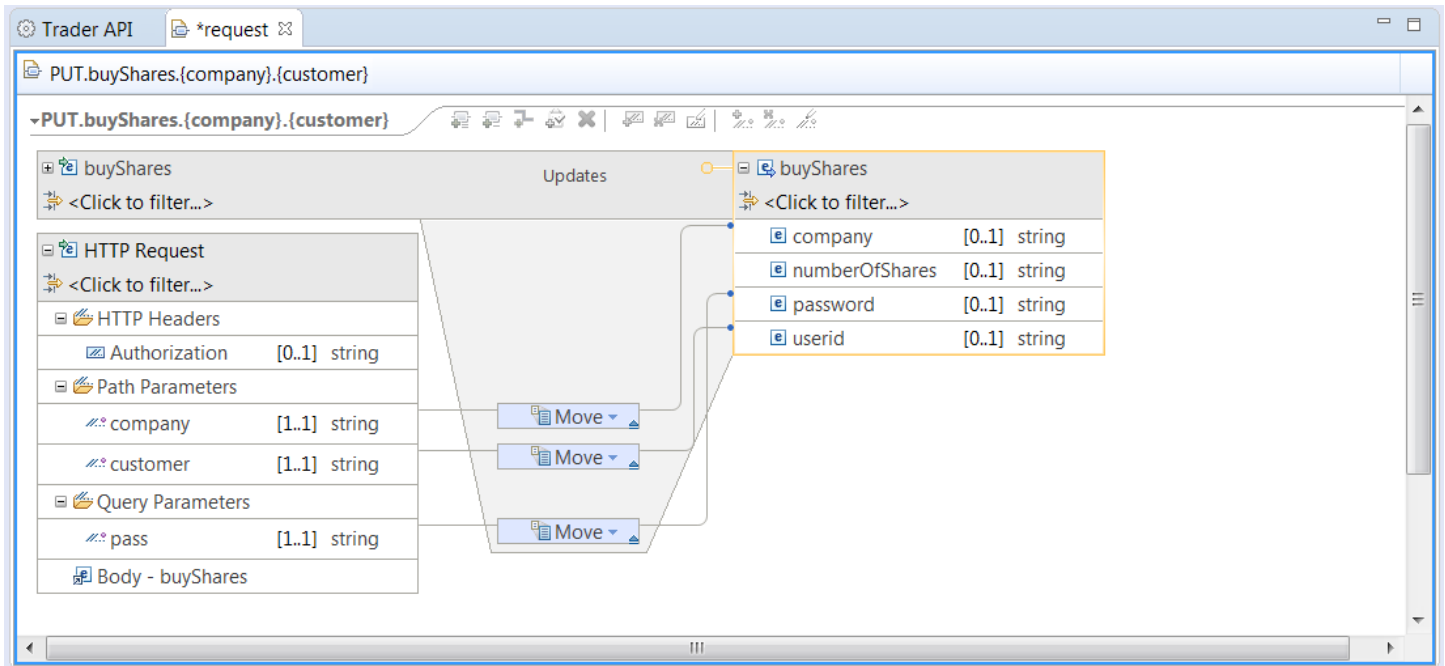 Trader API *request
PUT.buyShares.{company}.{customer}
PUT.buyShares.{company}.{customer}
buyShares Updates buyShares
<Click to filter...> <Click to filter...>
company [0..1] string
HTTP Request
numberOfShares [0..1] string
<Click to filter...>
password [0..1] string
HTTP Headers
userid [0..1] string
Authorization [0..1] string
Path Parameters
company [1..1] string Move
customer [1..1] string Move
Query Parameters
pass [1..1] string Move
Body - buyShares